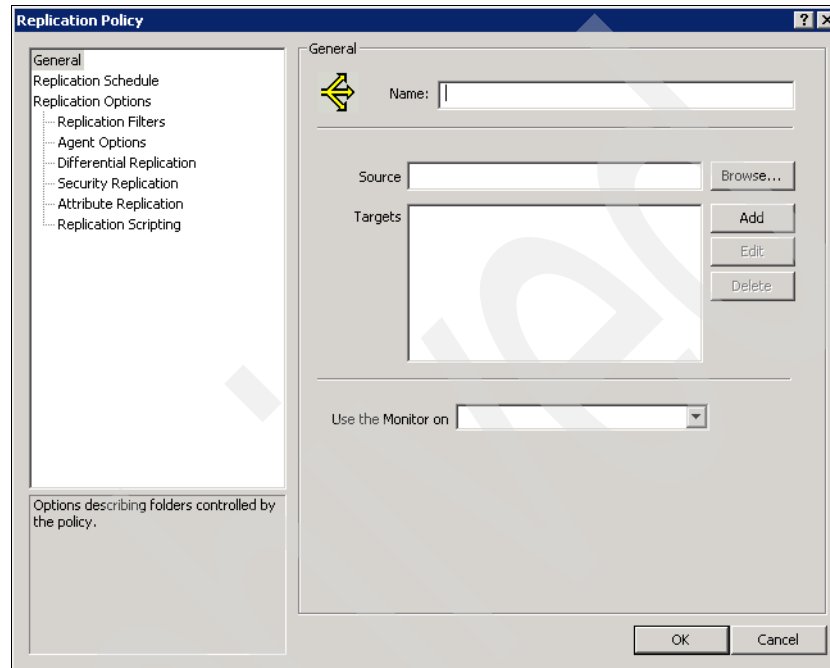 Replication Policy
General
Replication Schedule
Replication Options
Replication Filters
Agent Options
Differential Replication
Security Replication
Attribute Replication
Replication Scripting
Options describing folders controlled by
the policy.
General
Name:
Source
Browse...
Targets
Add
Edit
Delete
Use the Monitor on
OK
Cancel